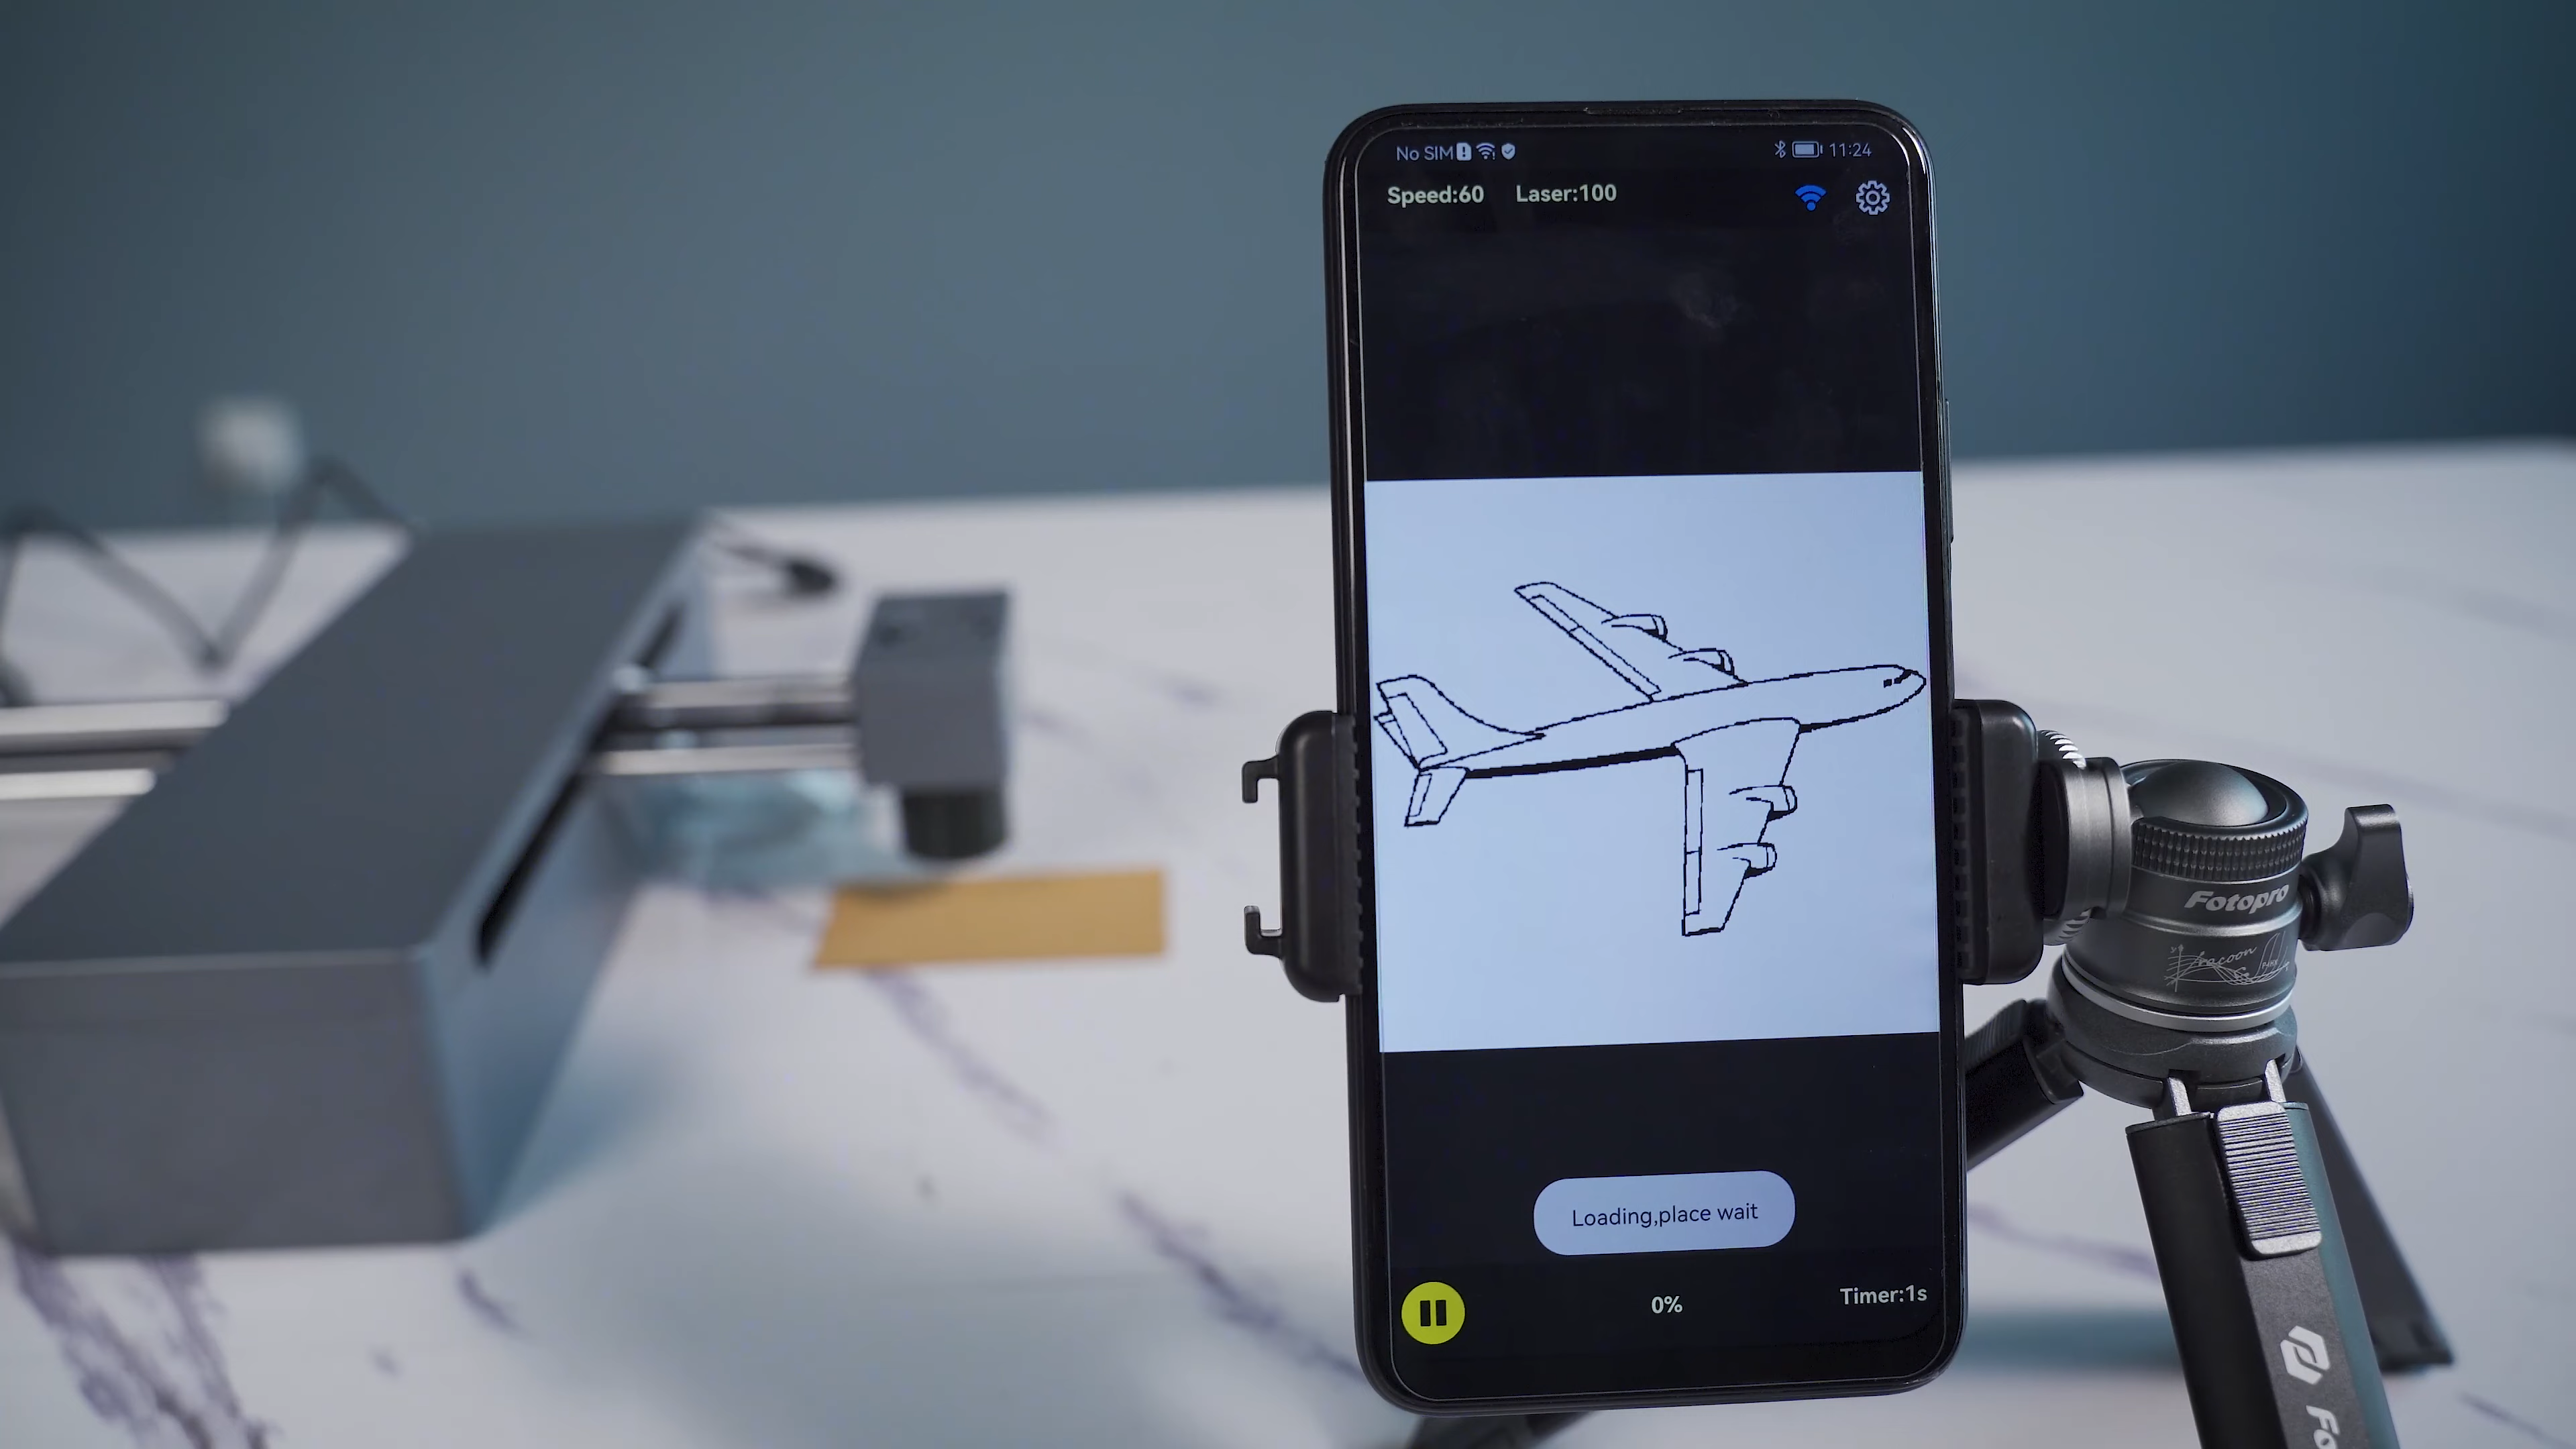 No SIM 11:24
Speed:60 Laser:100
Loading,place wait
0%
Timer:1s
Fotopro